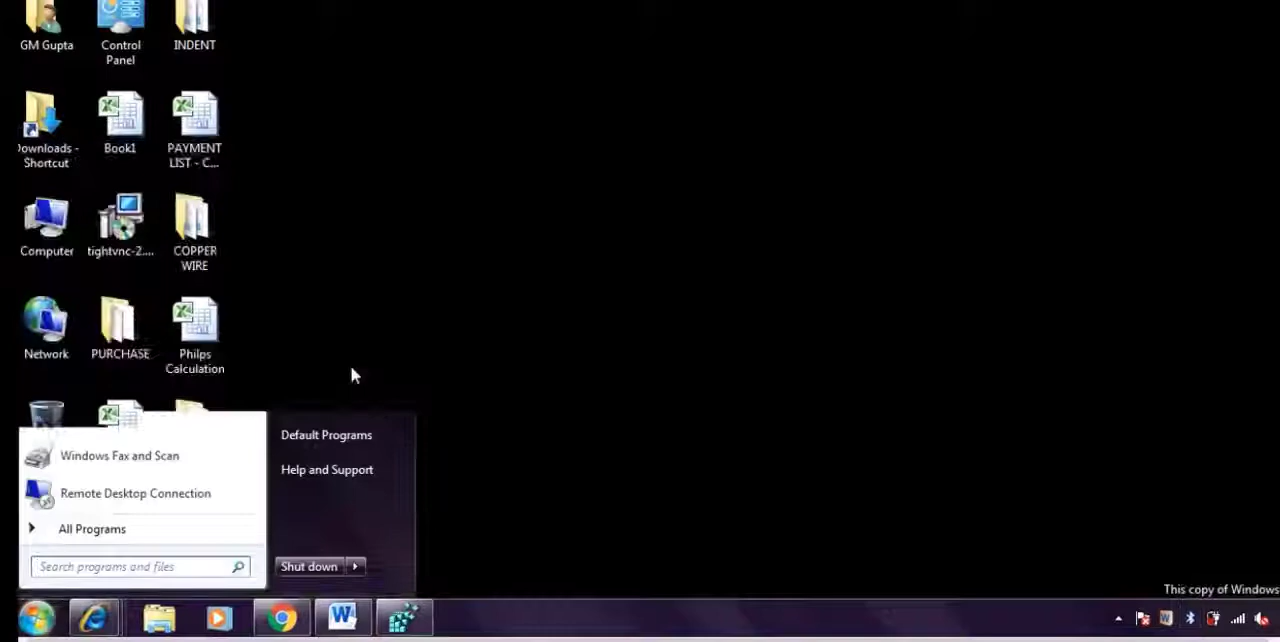 GM Gupta
Control
Panel
INDENT
Downloads -
Shortcut
Book1
PAYMENT
LIST - C...
Computer
tightvnc-2....
COPPER
WIRE
Network
PURCHASE
Philps
Calculation
Windows Fax and Scan
Remote Desktop Connection
All Programs
Search programs and files
Default Programs
Help and Support
Shut down
This copy of Windows